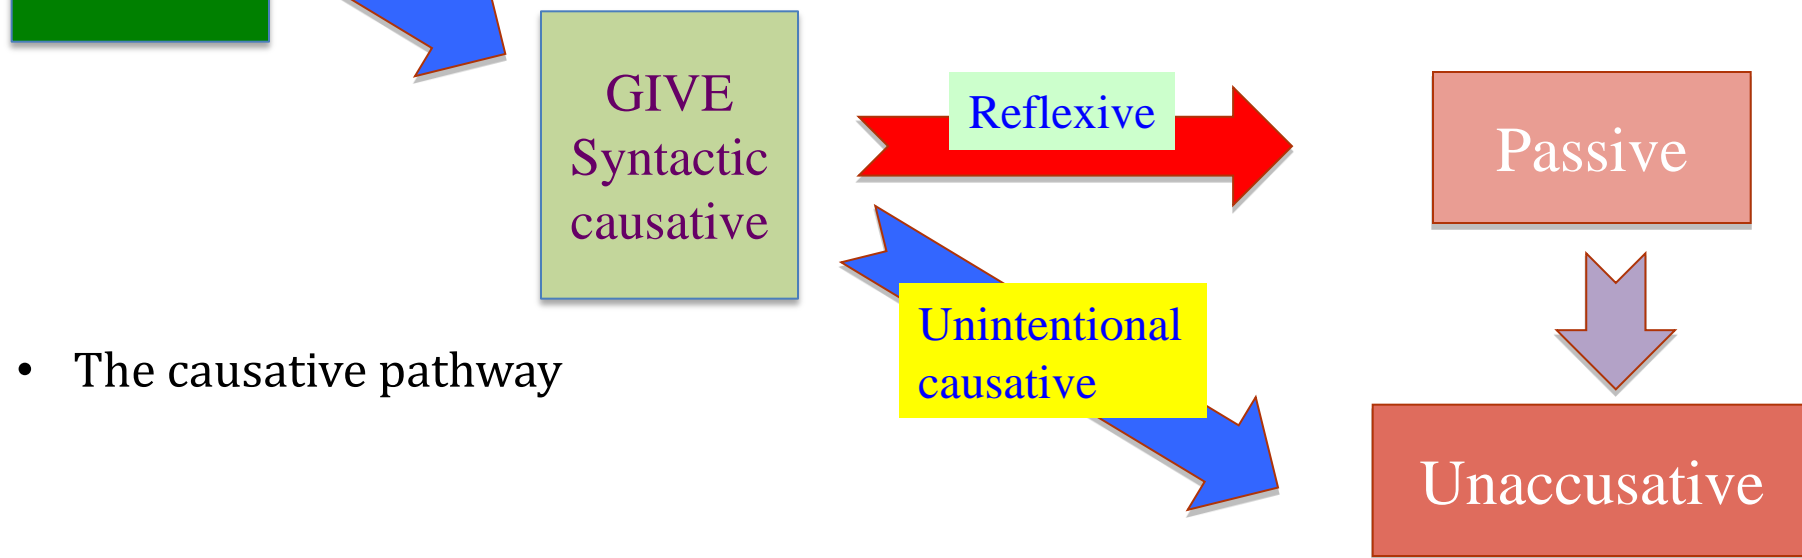 GIVE
Syntactic
causative
Reflexive
Passive
Unintentional
causative
• The causative pathway
Unaccusative